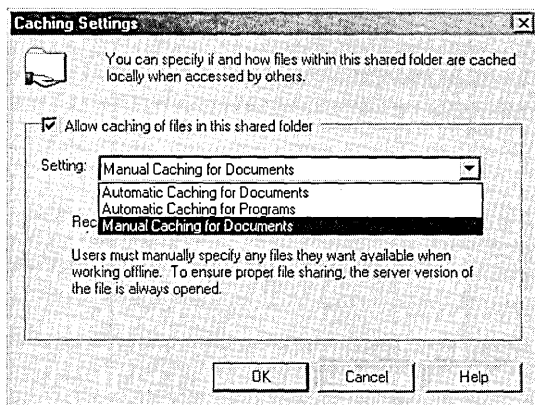 Caching Settings
You can specify if and how files within this shared folder are cached
locally when accessed by others.
Allow caching of files in this shared folder
Setting:
Manual Caching for Documents
Automatic Caching for Documents
Automatic Caching for Programs
Rec
Manual Caching for Documents
Users must manually specify any files they want available when
working offline. To ensure proper file sharing, the server version of
the file is always opened.
OK
Cancel
Help